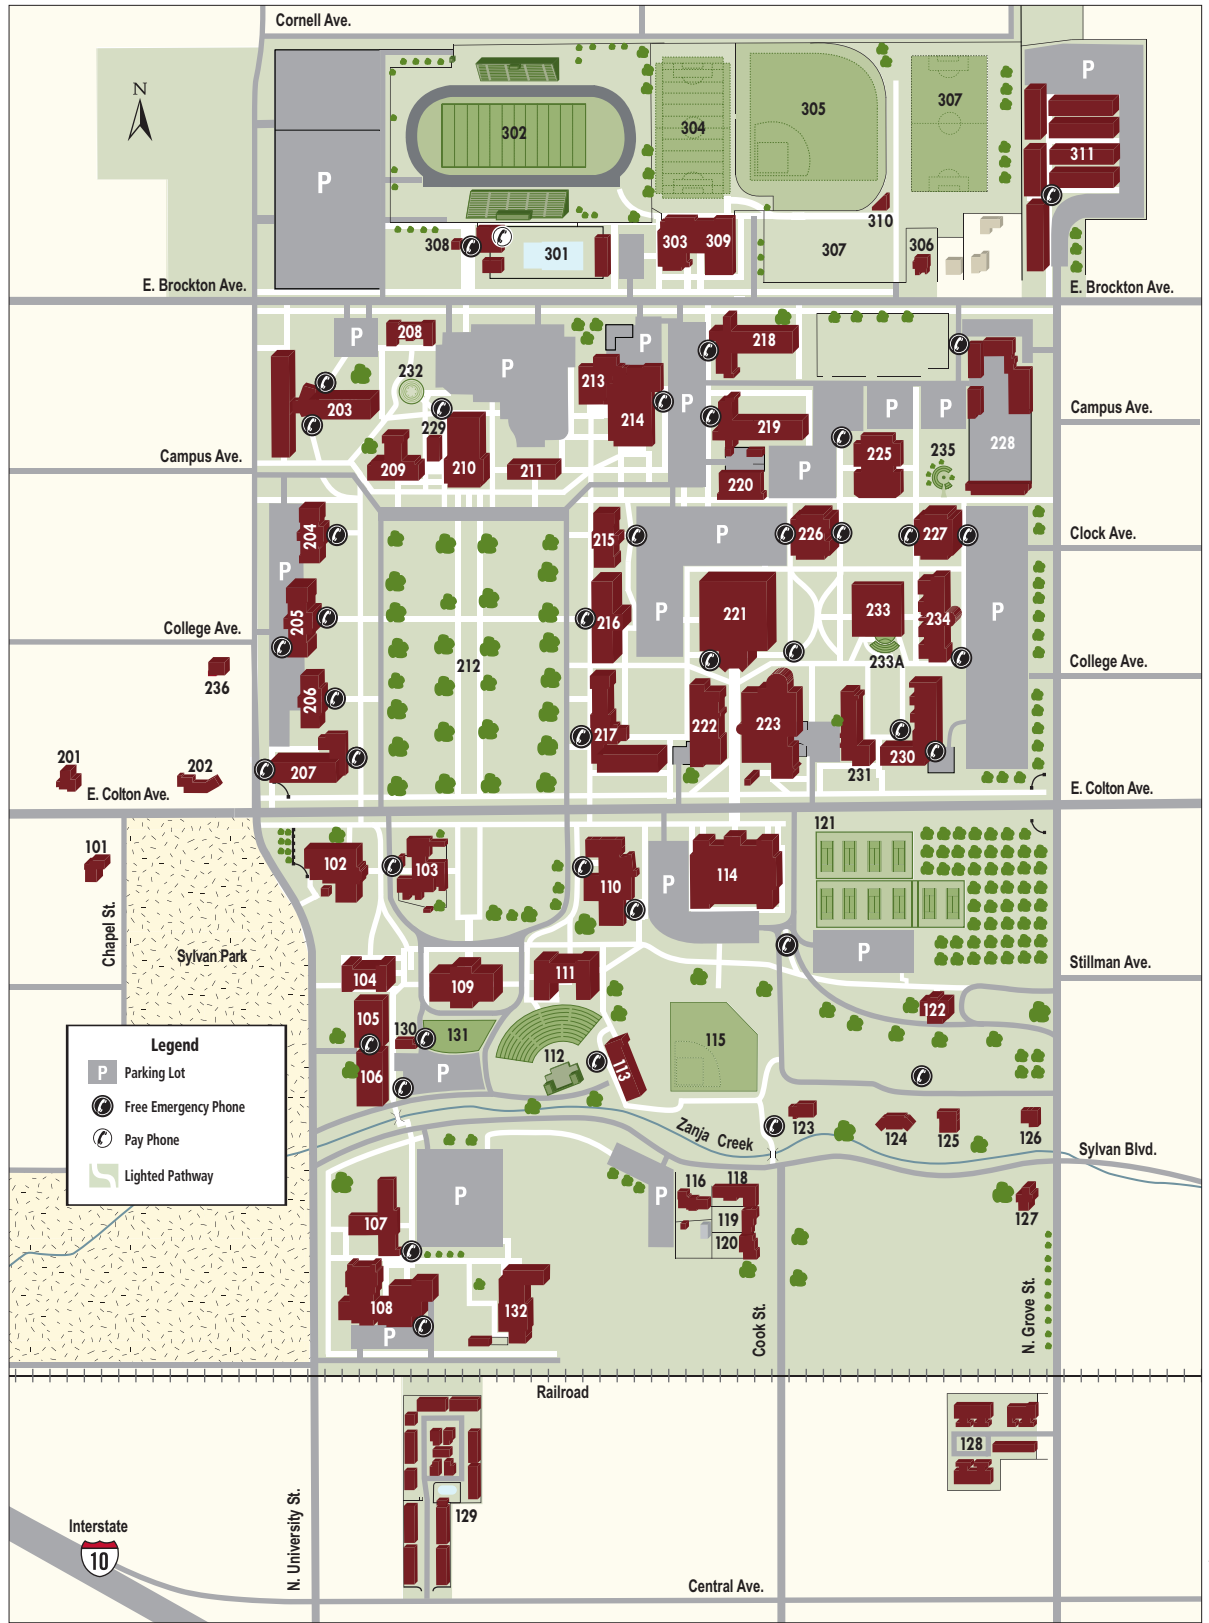 Cornell Ave.
N
P
P
302
304
305
307
311
310
308
301
303
309
307
306
E. Brockton Ave.
E. Brockton Ave.
P
208
P
P
218
232
213
203
214
P
219
P
P
Campus Ave.
229
225
235
228
Campus Ave.
209
210
211
220
P
204
215
P
226
227
Clock Ave.
P
205
College Ave.
216
P
221
233
234
P
212
233A
College Ave.
236
206
217
222
223
230
231
201
202
207
E. Colton Ave.
E. Colton Ave.
101
102
103
110
P
114
121
Chapel St.
Sylvan Park
P
Stillman Ave.
104
109
111
105
130
131
112
113
115
122
106
P
Legend
P Parking Lot
Free Emergency Phone
Pay Phone
Lighted Pathway
Zanja Creek
123
124
125
126
Sylvan Blvd.
107
P
P
116
118
119
120
127
108
P
132
Cook St.
N. Grove St.
Railroad
128
129
N. University St.
Interstate
10
Central Ave.